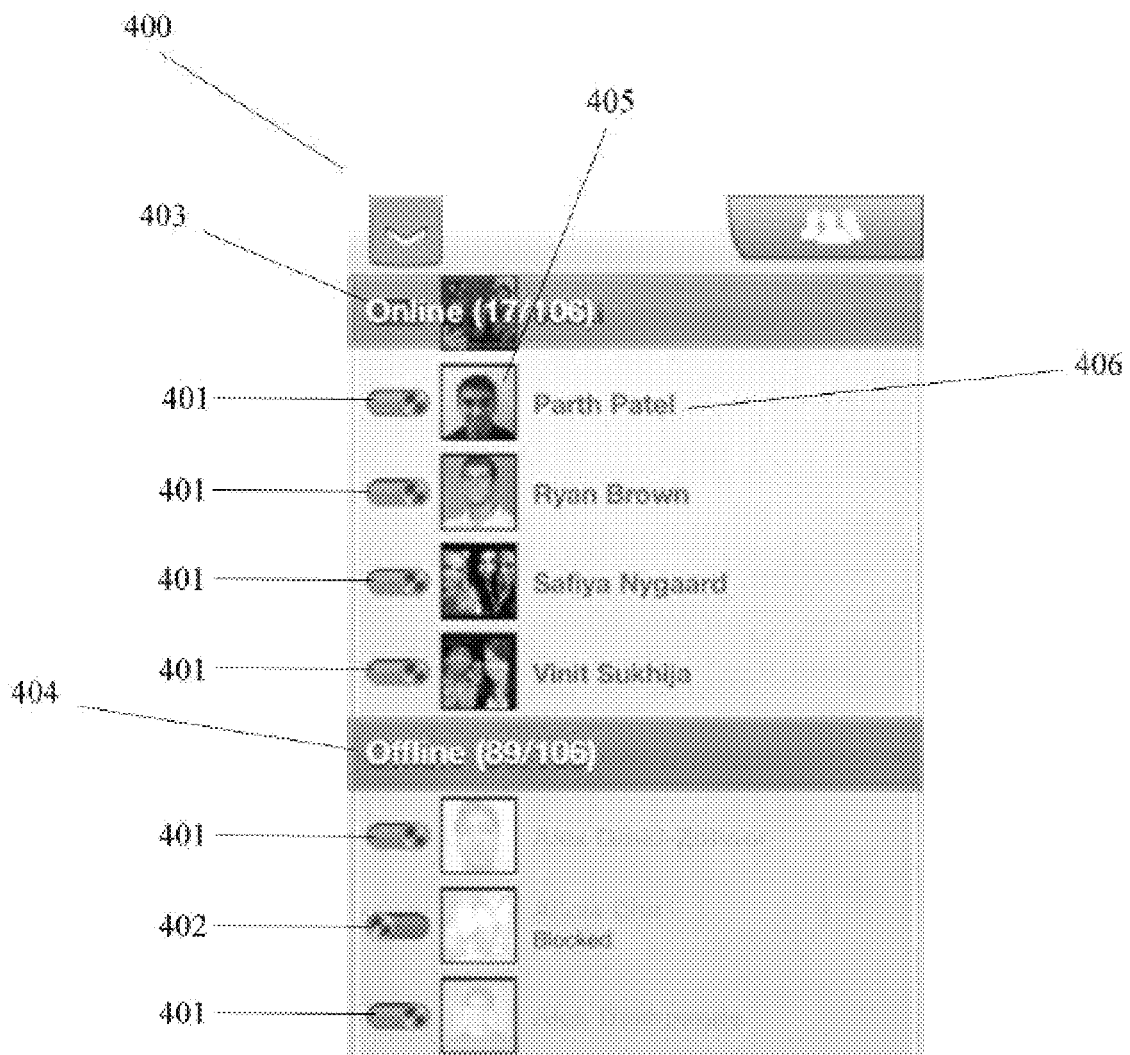 400
405
403
Online (17/106)
406
401 Parth Patel
401 Ryan Brown
401 Safiya Nygaard
401 Vinit Sukhija
404
Offline (89/106)
401
402 Blocked
401